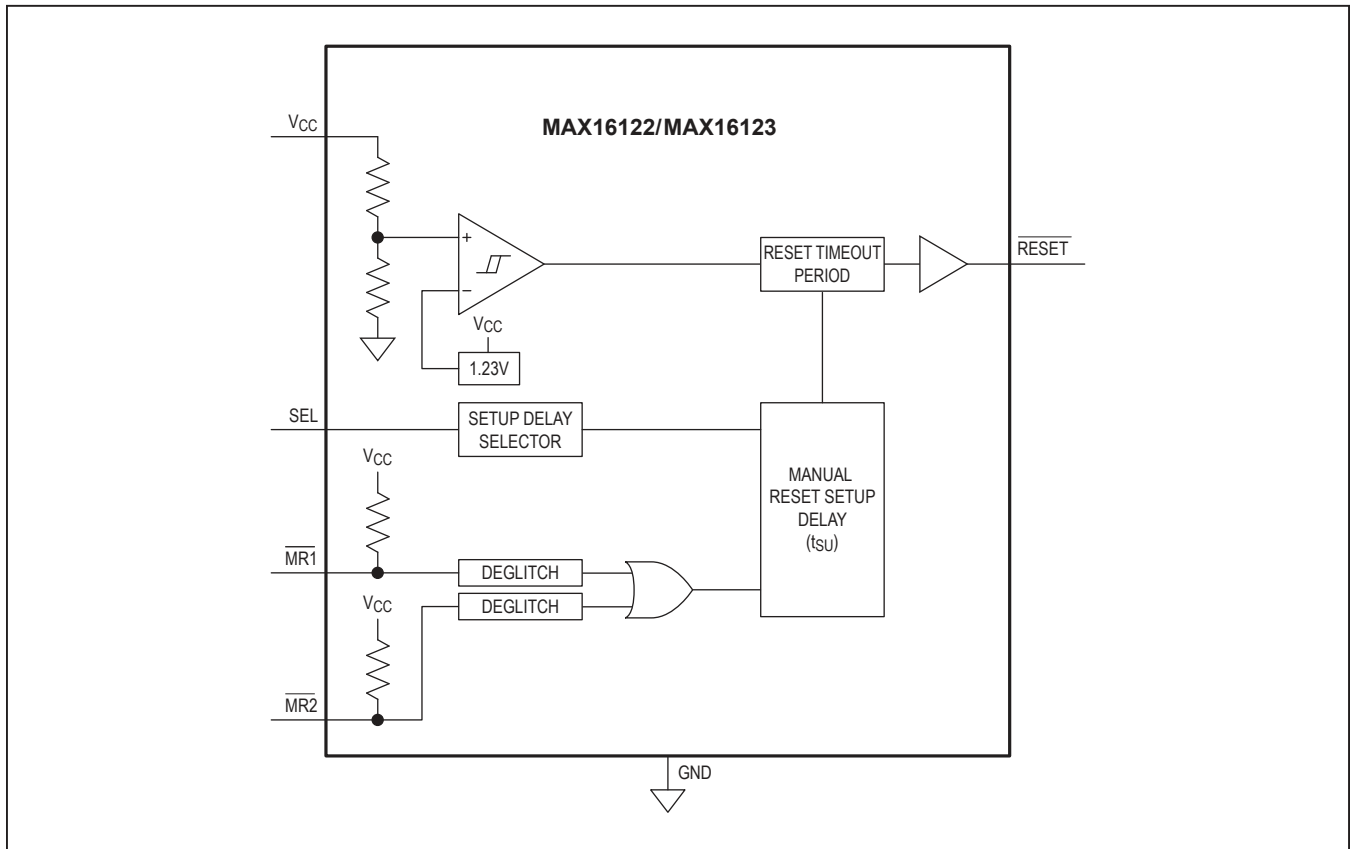 MAX16122/MAX16123
VCC
RESET
RESET TIMEOUT
PERIOD
+
−
VCC
1.23V
SEL
SETUP DELAY
SELECTOR
VCC
MANUAL
RESET SETUP
DELAY
(tSU)
MR1
DEGLITCH
DEGLITCH
VCC
MR2
GND